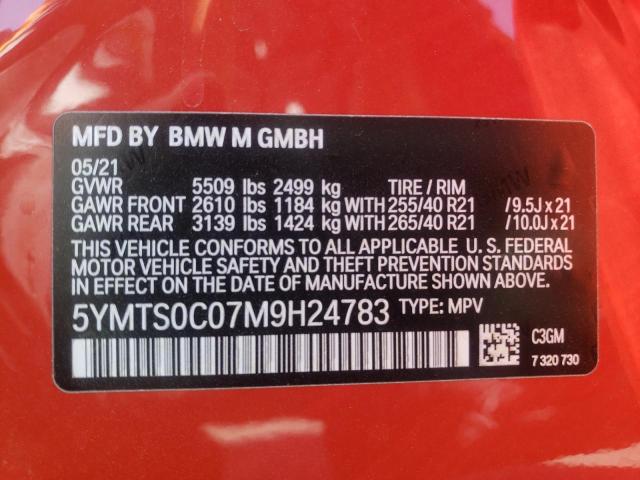 MFD BY BMW M GMBH
05/21
GVWR 5509 lbs 2499 kg TIRE / RIM
GAWR FRONT 2610 lbs 1184 kg WITH 255/40 R21 /9.5J x 21
GAWR REAR 3139 lbs 1424 kg WITH 265/40 R21 /10.0J x 21
THIS VEHICLE CONFORMS TO ALL APPLICABLE U. S. FEDERAL
MOTOR VEHICLE SAFETY AND THEFT PREVENTION STANDARDS
IN EFFECT ON THE DATE OF MANUFACTURE SHOWN ABOVE.
5YMTS0C07M9H24783 TYPE: MPV
C3GM
7 320 730